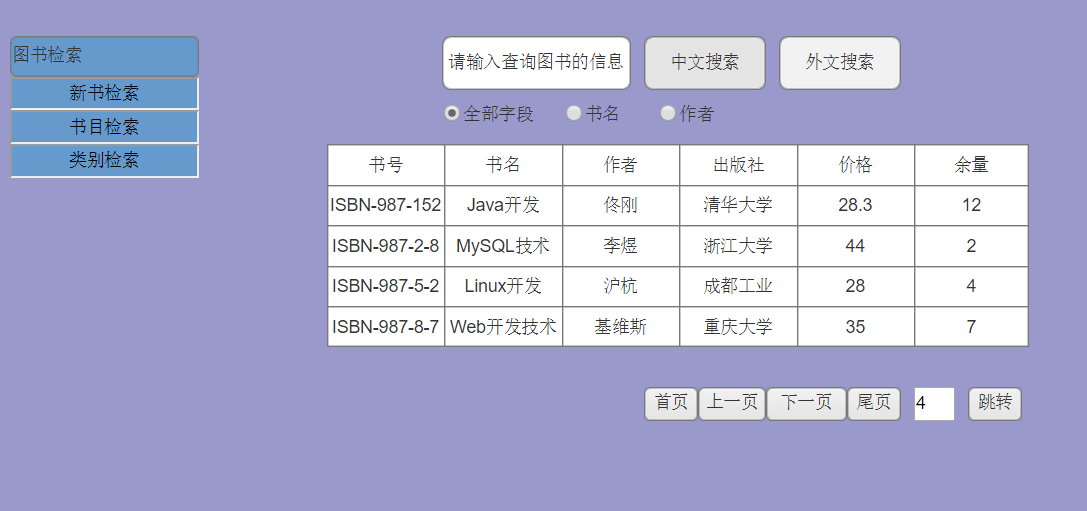 图书检索
新书检索
书目检索
类别检索
请输入查询图书的信息 中文搜索 外文搜索
全部字段 书名 作者
书号 书名 作者 出版社 价格 余量
ISBN-987-152 Java开发 佟刚 清华大学 28.3 12
ISBN-987-2-8 MySQL技术 李煜 浙江大学 44 2
ISBN-987-5-2 Linux开发 沪杭 成都工业 28 4
ISBN-987-8-7 Web开发技术 基维斯 重庆大学 35 7
首页 上一页 下一页 尾页 4 跳转